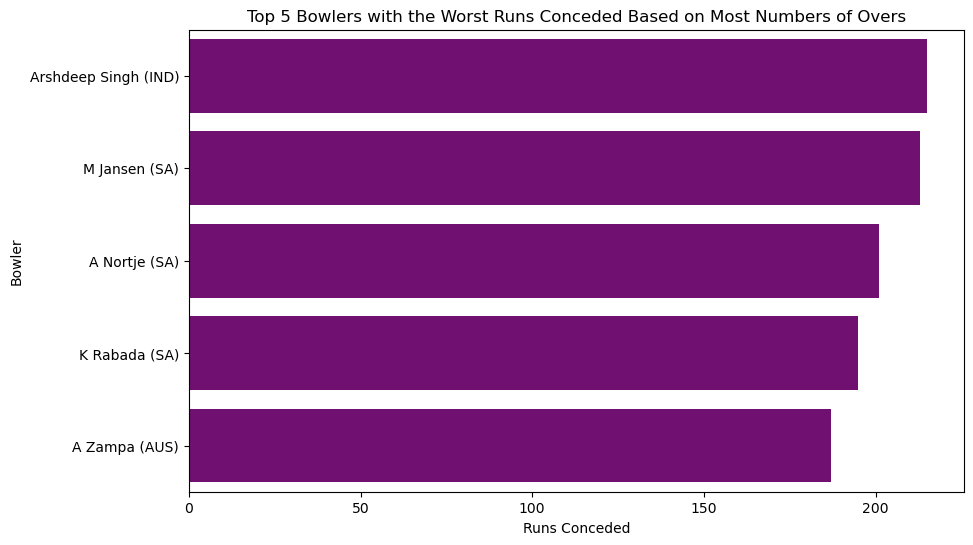 Top 5 Bowlers with the Worst Runs Conceded Based on Most Numbers of Overs
Bowler
Arshdeep Singh (IND)
M Jansen (SA)
A Nortje (SA)
K Rabada (SA)
A Zampa (AUS)
0 50 100 150 200
Runs Conceded